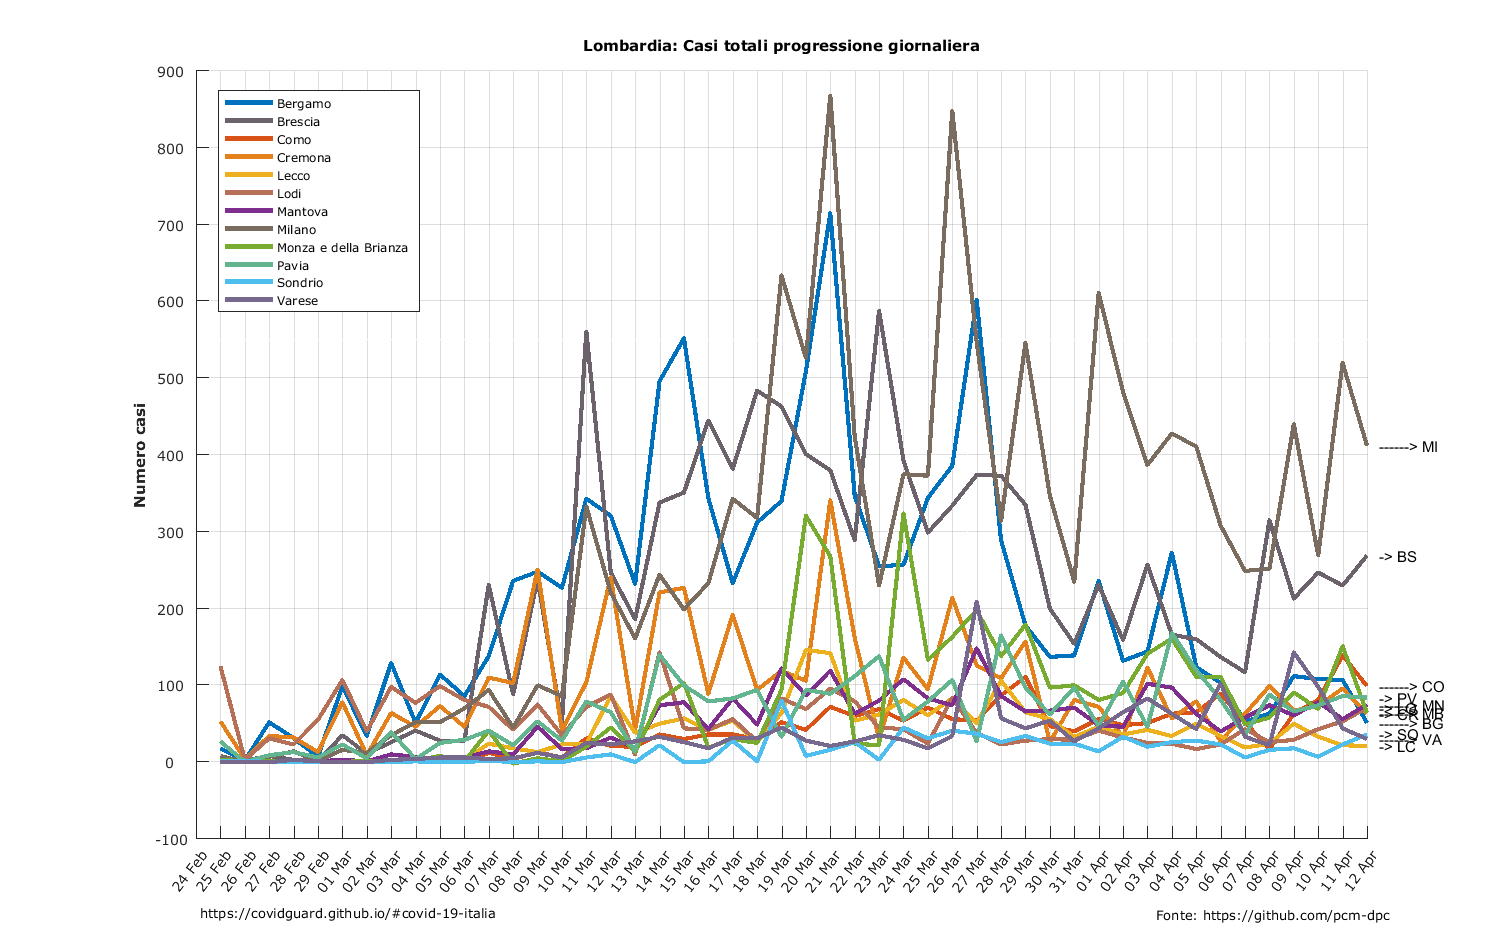 Lombardia: Casi totali progressione giornaliera
900
800
700
600
500
400
300
200
100
0
-100
Numero casi
Bergamo
Brescia
Como
Cremona
Lecco
Lodi
Mantova
Milano
Monza e della Brianza
Pavia
Sondrio
Varese
------> MI
-> BS
------> CO
-> PV
MN
MB
------> BG
-> SO
------> VA
-> LC
24 Feb
25 Feb
26 Feb
27 Feb
28 Feb
29 Feb
01 Mar
02 Mar
03 Mar
04 Mar
05 Mar
06 Mar
07 Mar
08 Mar
09 Mar
10 Mar
11 Mar
12 Mar
13 Mar
14 Mar
15 Mar
16 Mar
17 Mar
18 Mar
19 Mar
20 Mar
21 Mar
22 Mar
23 Mar
24 Mar
25 Mar
26 Mar
27 Mar
28 Mar
29 Mar
30 Mar
31 Mar
01 Apr
02 Apr
03 Apr
04 Apr
05 Apr
06 Apr
07 Apr
08 Apr
09 Apr
10 Apr
11 Apr
12 Apr
https://covidguard.github.io/#covid-19-italia
Fonte: https://github.com/pcm-dpc